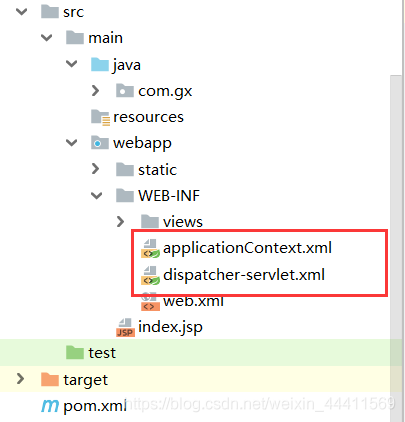 src
main
java
com.gx
resources
webapp
static
WEB-INF
views
applicationContext.xml
dispatcher-servlet.xml
web.xml
JSP index.jsp
test
target
m pom.xml
https://blog.csdn.net/weixin_44411569